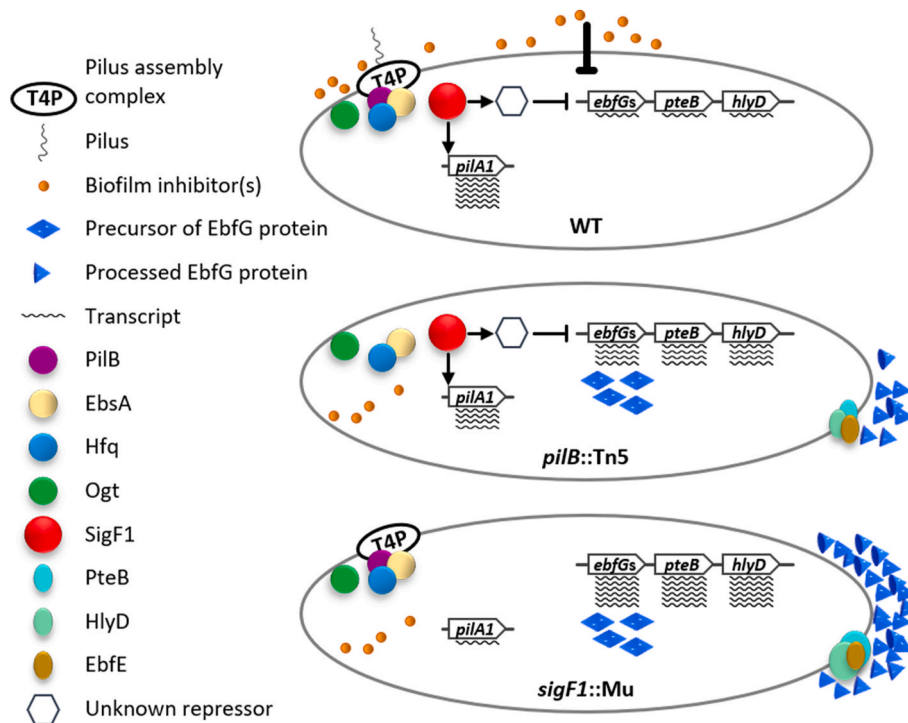 Pilus assembly
complex
T4P
Pilus
Biofilm inhibitor(s)
Precursor of EbfG protein
Processed EbfG protein
Transcript
PilB
EbsA
Hfq
Ogt
SigF1
PteB
HlyD
EbfE
Unknown repressor
T4P
ebfGs pteB hlyD
pilA1
WT
ebfGs pteB hlyD
pilA1
pilB::Tn5
T4P
ebfGs pteB hlyD
pilA1
sigF1::Mu